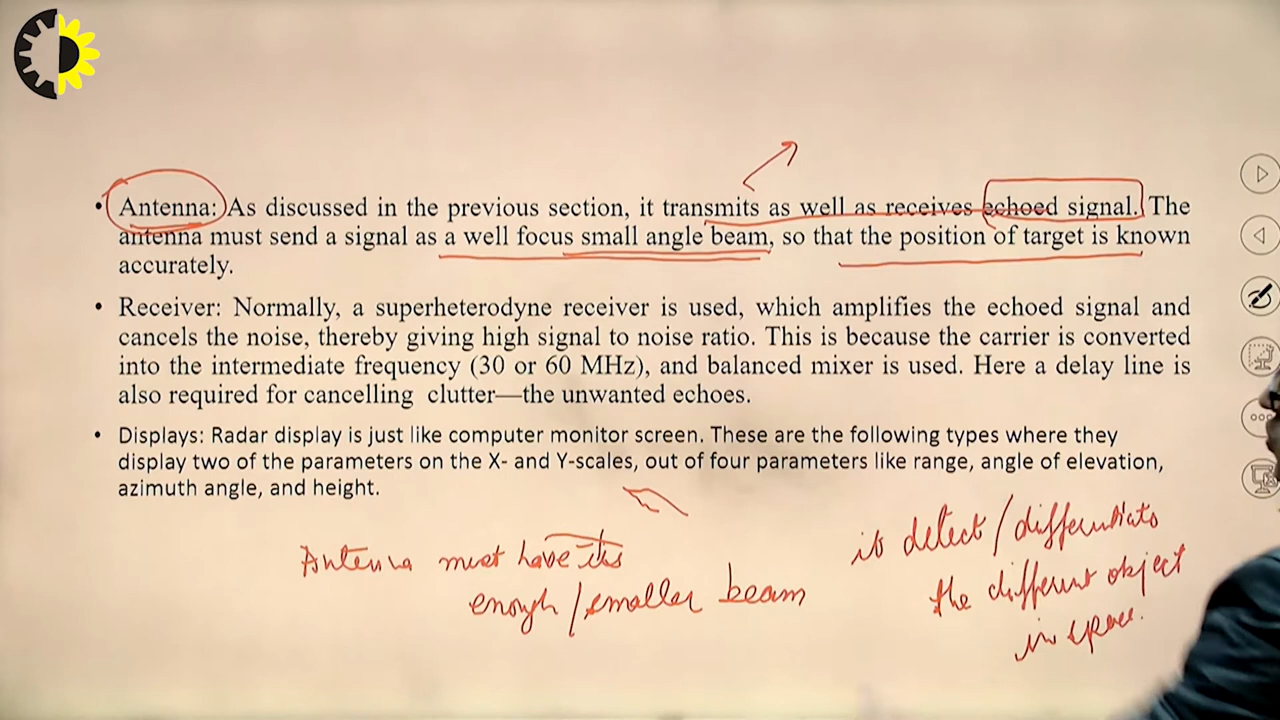 • Antenna: As discussed in the previous section, it transmits as well as receives echoed signal. The
antenna must send a signal as a well focus small angle beam, so that the position of target is known
accurately.
• Receiver: Normally, a superheterodyne receiver is used, which amplifies the echoed signal and
cancels the noise, thereby giving high signal to noise ratio. This is because the carrier is converted
into the intermediate frequency (30 or 60 MHz), and balanced mixer is used. Here a delay line is
also required for cancelling clutter—the unwanted echoes.
• Displays: Radar display is just like computer monitor screen. These are the following types where they
display two of the parameters on the X- and Y-scales, out of four parameters like range, angle of elevation,
azimuth angle, and height.
Antenna must have its
enough/smaller beam
detect/differentiate
the different object
in space.